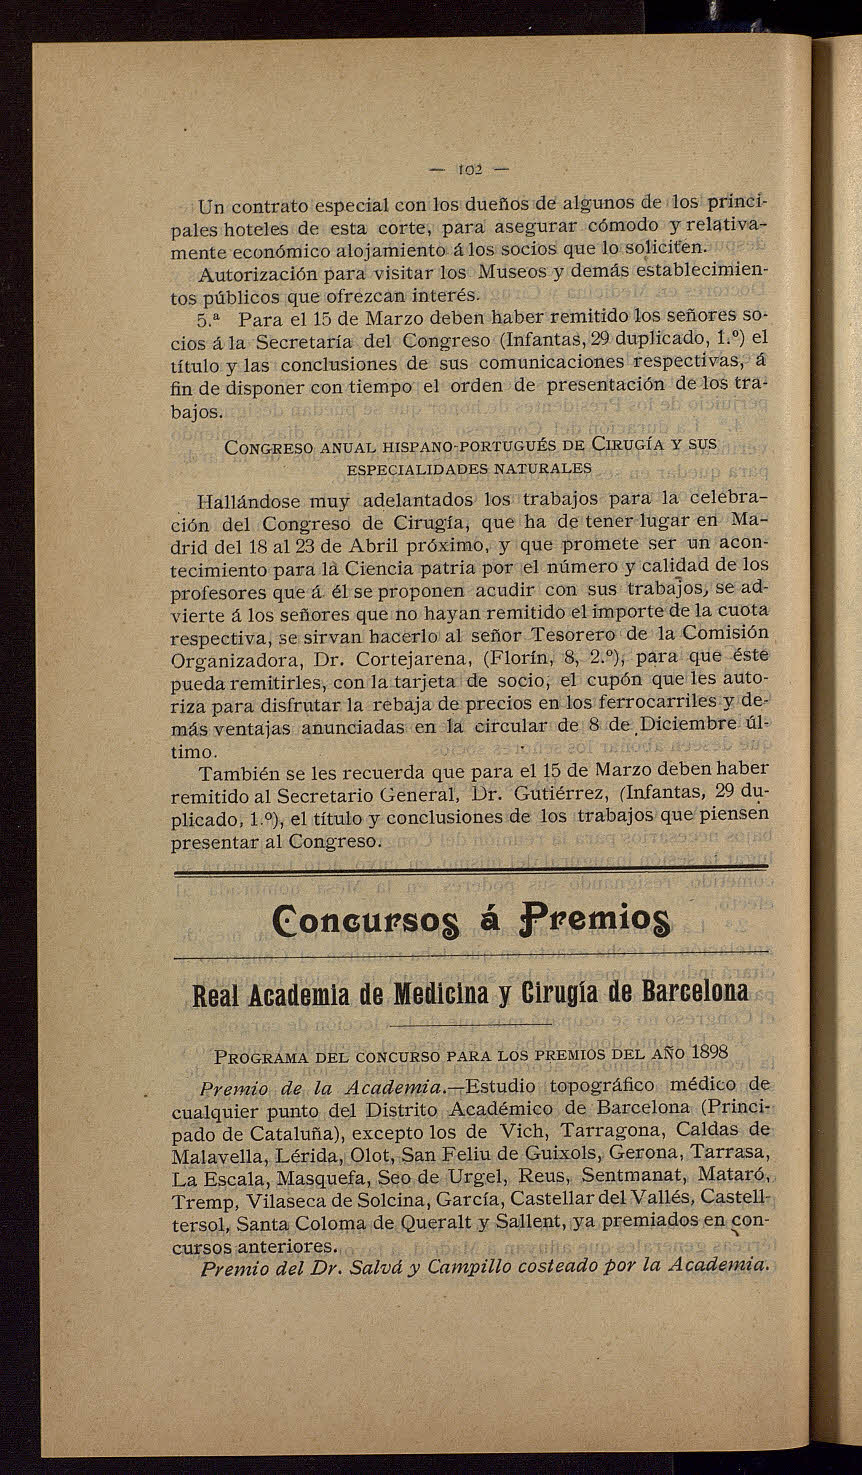 — 102 —
Un contrato especial con los dueños de algunos de los princi-
pales hoteles de esta corte, para asegurar cómodo y relativa-
mente económico alojamiento á los socios que lo soliciten.
Autorización para visitar los Museos y demás establecimien-
tos públicos que ofrezcan interés.
5.ª Para el 15 de Marzo deben haber remitido los señores so-
cios á la Secretaría del Congreso (Infantas, 29 duplicado, 1.º) el
título y las conclusiones de sus comunicaciones respectivas, á
fin de disponer con tiempo el orden de presentación de los tra-
bajos.
CONGRESO ANUAL HISPANO-PORTUGUÉS DE CIRUGÍA Y SUS
ESPECIALIDADES NATURALES
Hallándose muy adelantados los trabajos para la celebra-
ción del Congreso de Cirugía, que ha de tener lugar en Ma-
drid del 18 al 23 de Abril próximo, y que promete ser un acon-
tecimiento para la Ciencia patria por el número y calidad de los
profesores que á él se proponen acudir con sus trabajos, se ad-
vierte á los señores que no hayan remitido el importe de la cuota
respectiva, se sirvan hacerlo al señor Tesorero de la Comisión
Organizadora, Dr. Cortejarena, (Florín, 8, 2.º), para que éste
pueda remitirles, con la tarjeta de socio, el cupón que les auto-
riza para disfrutar la rebaja de precios en los ferrocarriles y de-
más ventajas anunciadas en la circular de 8 de Diciembre úl-
timo.
También se les recuerda que para el 15 de Marzo deben haber
remitido al Secretario General, Dr. Gutiérrez, (Infantas, 29 du-
plicado, 1.º), el título y conclusiones de los trabajos que piensen
presentar al Congreso.
Concursos á Premios
Real Academia de Medicina y Cirugía de Barcelona
PROGRAMA DEL CONCURSO PARA LOS PREMIOS DEL AÑO 1898
Premio de la Academia.—Estudio topográfico médico de
cualquier punto del Distrito Académico de Barcelona (Princi-
pado de Cataluña), excepto los de Vich, Tarragona, Caldas de
Malavella, Lérida, Olot, San Feliu de Guixols, Gerona, Tarrasa,
La Escala, Masquefa, Seo de Urgel, Reus, Sentmanat, Mataró,
Tremp, Vilaseca de Solcina, García, Castellar del Vallés, Castell-
tersol, Santa Coloma de Queralt y Sallent, ya premiados en con-
cursos anteriores.
Premio del Dr. Salvá y Campillo costeado por la Academia.